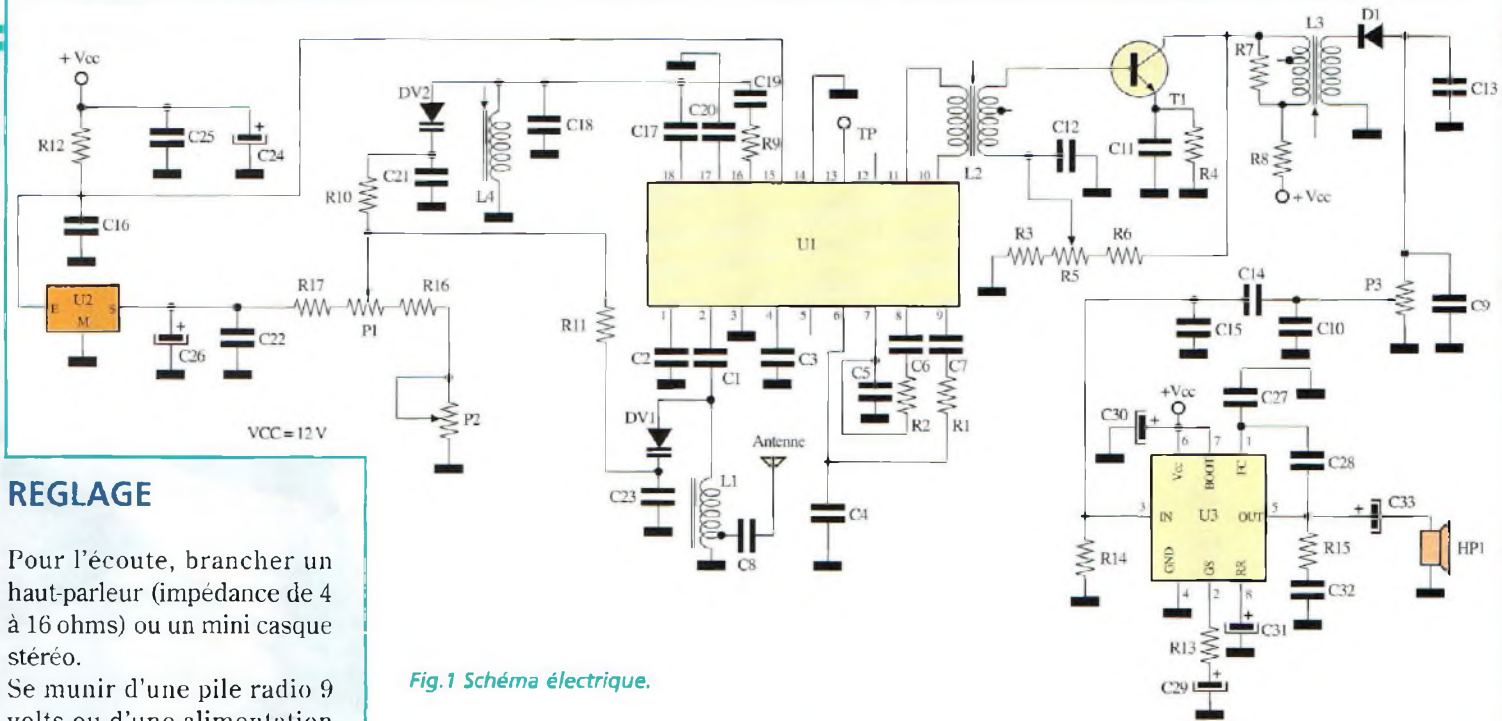 + Vcc
R12
C25
+
C24
C16
E
U2
M
S
+
C26
C22
R17
P1
R16
P2
VCC = 12 V
DV2
C21
R10
L4
C18
C17
C20
C19
R9
R11
TP
18
17
16
15
14
13
12
11
10
U1
1
2
3
4
5
6
7
8
9
C2
C1
C3
C5
C6
C7
R2
R1
DV1
C23
L1
C8
Antenne
C4
L2
C12
R3
R5
R6
T1
C11
R4
R7
L3
R8
+ Vcc
D1
C13
P3
C9
C14
C15
C10
C27
C28
C30
+
+Vcc
6
7
1
Vcc
BOOT
FC
3
IN
U3
OUT
5
GND
GS
RR
4
2
8
R14
R13
C29
+
C31
+
R15
C32
+
C33
HP1
REGLAGE
Pour l'écoute, brancher un
haut-parleur (impédance de 4
à 16 ohms) ou un mini casque
stéréo.
Se munir d'une pile radio 9
volts ou d'une alimentation
Fig.1 Schéma électrique.